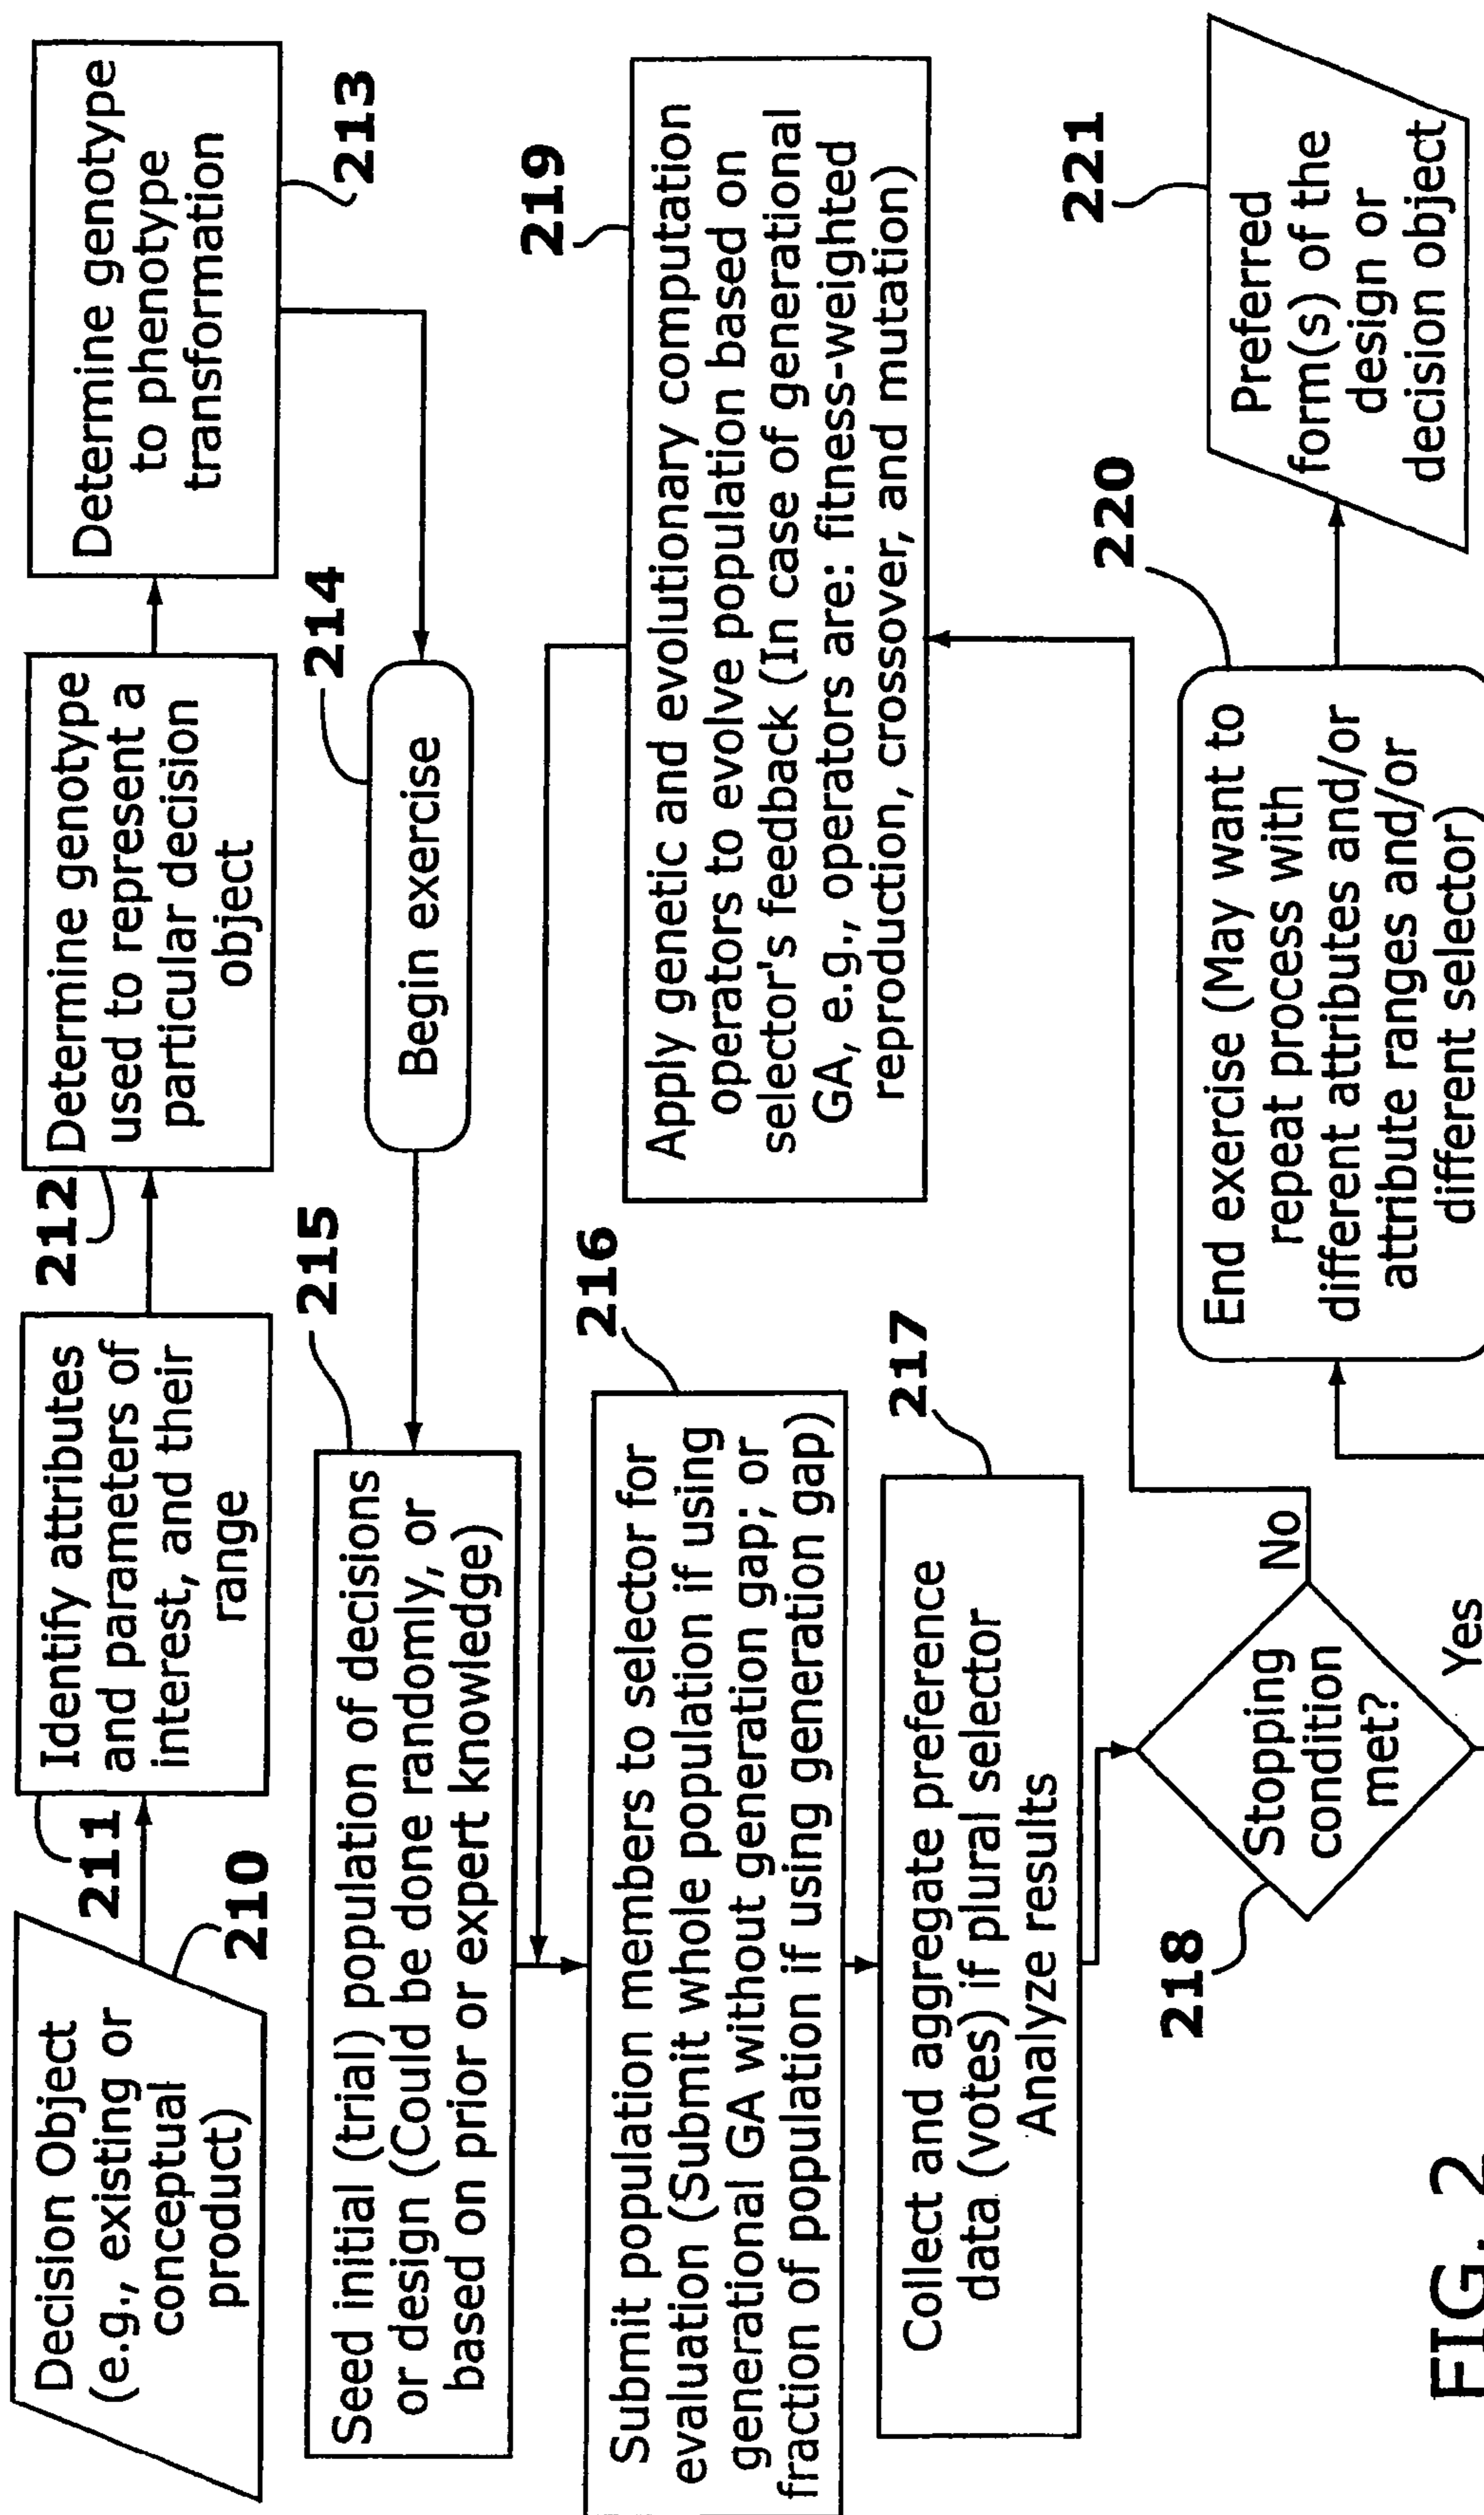 Decision Object
(e.g., existing or
conceptual
product)
210
211
Identify attributes
and parameters of
interest, and their
range
212
Determine genotype
used to represent a
particular decision
object
Determine genotype
to phenotype
transformation
213
214
Begin exercise
215
Seed initial (trial) population of decisions
or design (Could be done randomly, or
based on prior or expert knowledge)
216
Submit population members to selector for
evaluation (Submit whole population if using
generational GA without generation gap; or
fraction of population if using generation gap)
217
Collect and aggregate preference
data (votes) if plural selector
Analyze results
218
Stopping
condition
met?
No
Yes
219
Apply genetic and evolutionary computation
operators to evolve population based on
selector's feedback (In case of generational
GA, e.g., operators are: fitness-weighted
reproduction, crossover, and mutation)
220
End exercise (May want to
repeat process with
different attributes and/or
attribute ranges and/or
different selector)
221
Preferred
form(s) of the
design or
decision object
FIG. 2